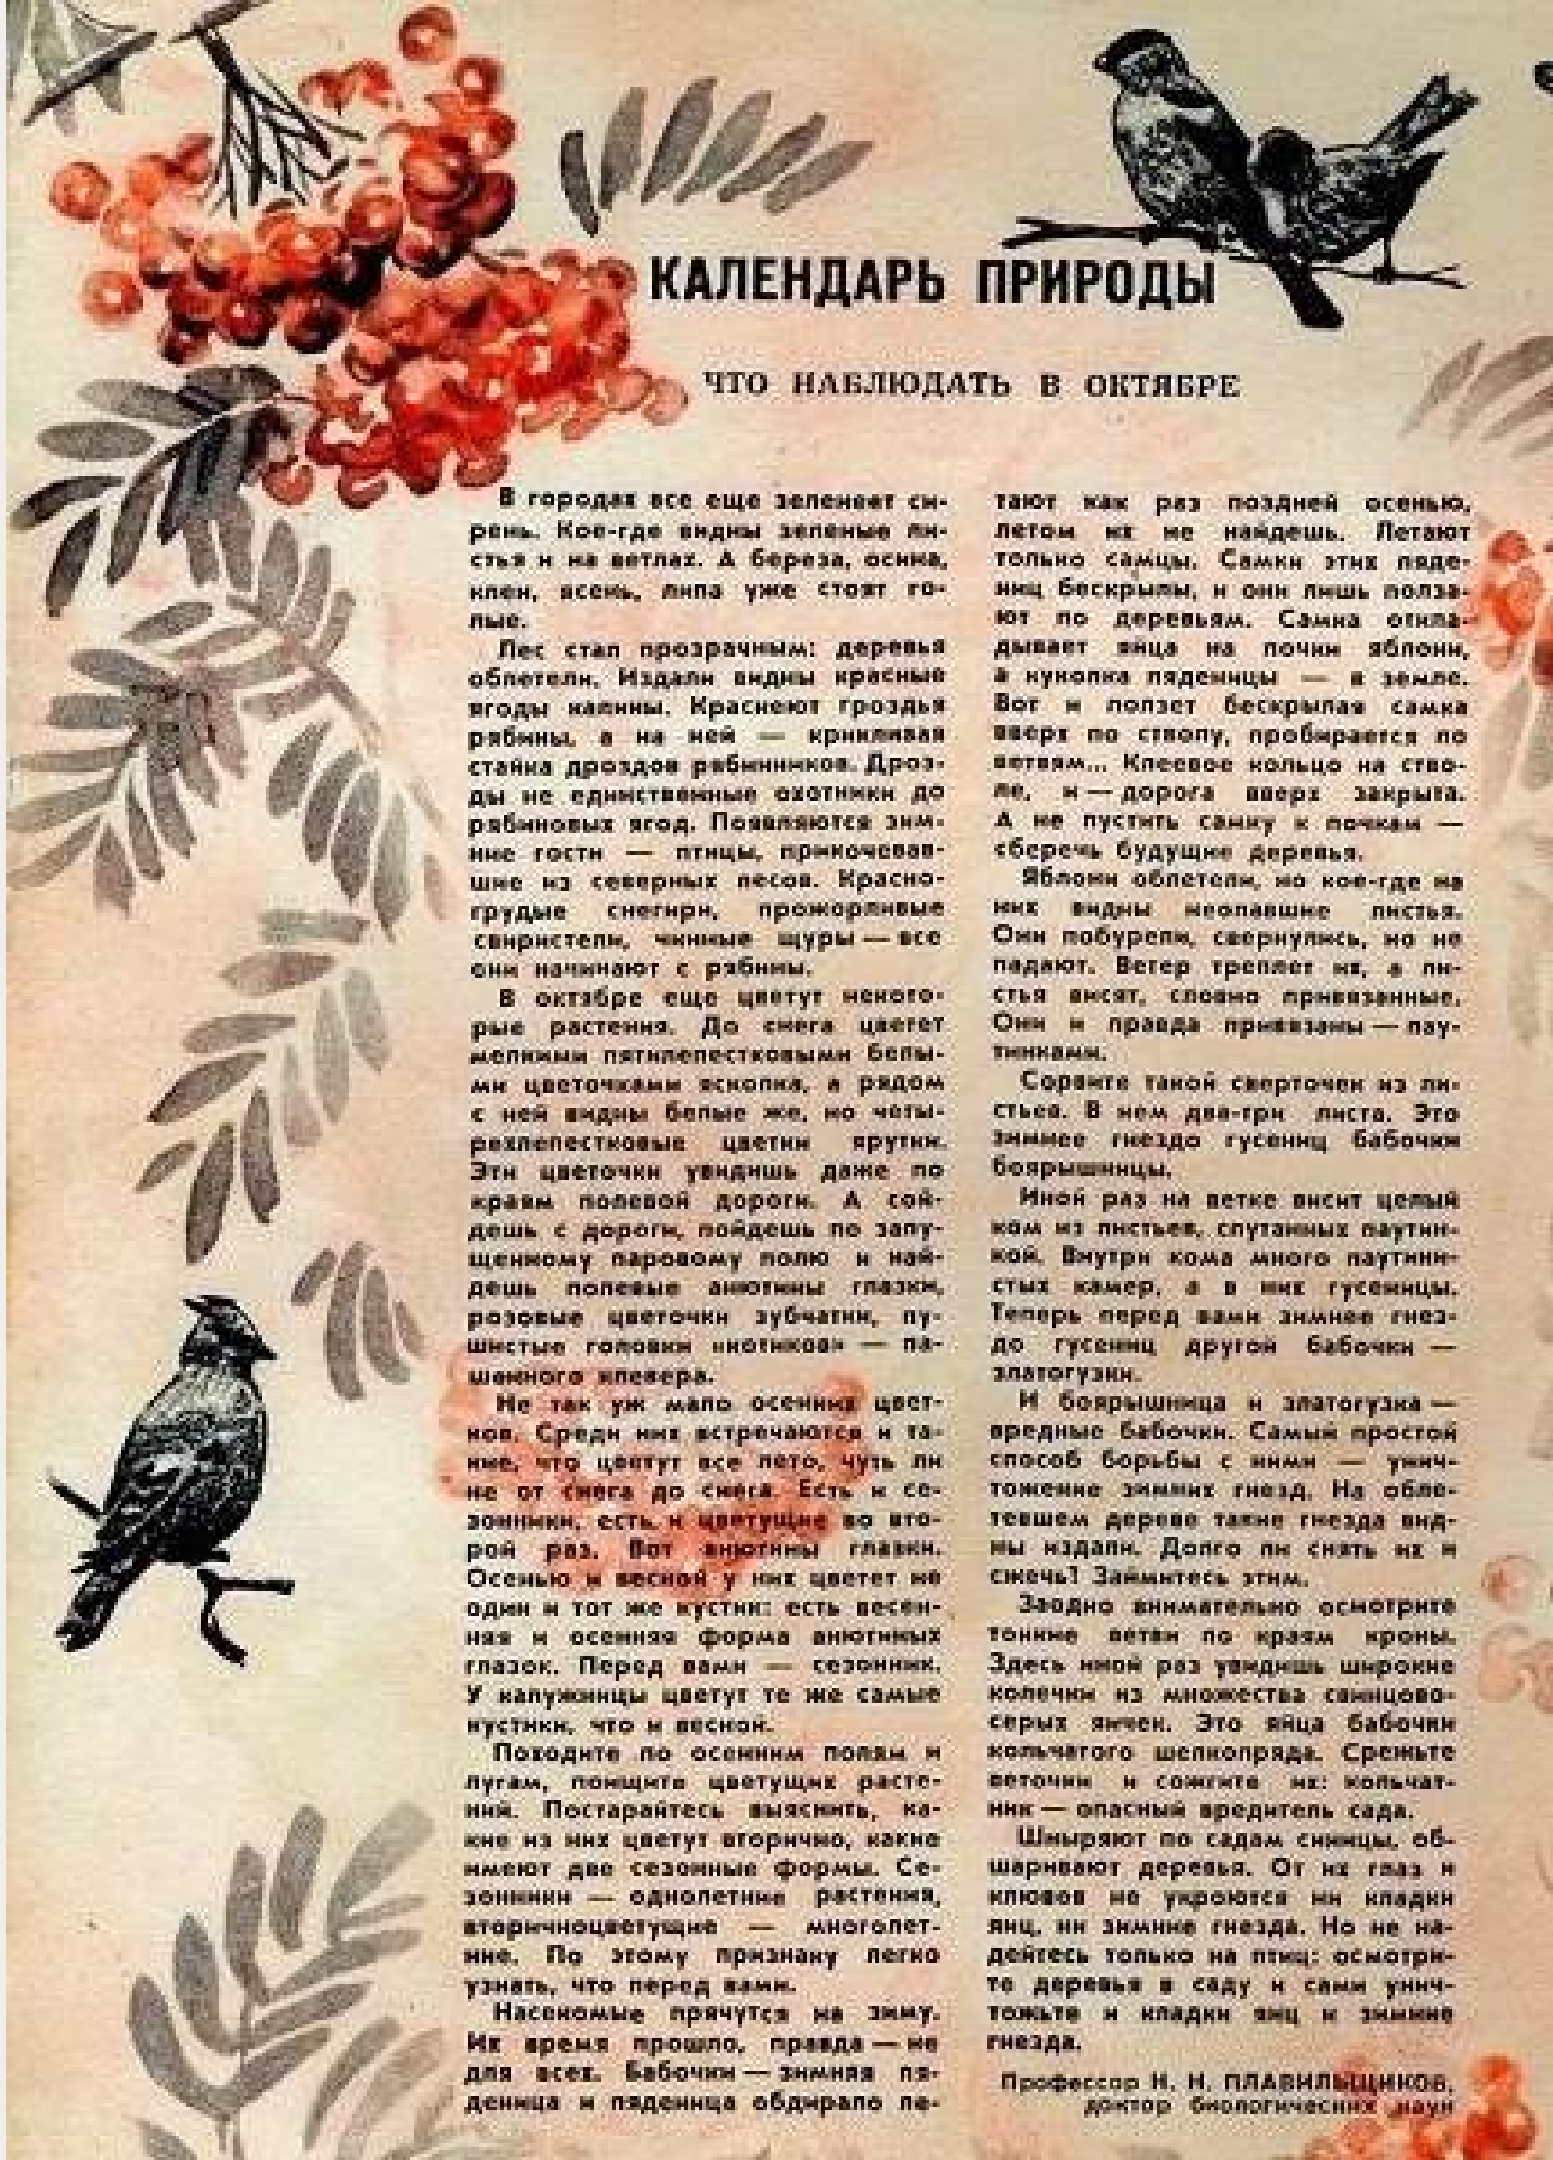 КАЛЕНДАРЬ ПРИРОДЫ
ЧТО НАБЛЮДАТЬ В ОКТЯБРЕ
В городах все еще зеленеет си-
рень. Кое-где видны зеленые ли-
стья и на ветлах. А береза, осина,
клен, ясень, липа уже стоят го-
лые.
Лес стал прозрачным: деревья
облетели. Издали видны красные
ягоды калины. Краснеют гроздья
рябины, а на ней — крикливая
стайка дроздов рябинников. Дроз-
ды не единственные охотники до
рябиновых ягод. Появляются зим-
ние гости — птицы, прикочевав-
шие из северных лесов. Красно-
грудые снегири, прожорливые
свиристели, чинные щуры — все
они начинают с рябины.
В октябре еще цветут некото-
рые растения. До снега цветет
мелкими пятилепестковыми белы-
ми цветочками ясколка, а рядом
с ней видны белые же, но четы-
рехлепестковые цветки ярутки.
Эти цветочки увидишь даже по
краям полевой дороги. А сой-
дешь с дороги, пойдешь по запу-
щенному паровому полю и най-
дешь полевые анютины глазки,
розовые цветочки зубчатки, пу-
шистые головки «котиков» — па-
шенного клевера.
Не так уж мало осенних цвет-
ков. Среди них встречаются и та-
кие, что цветут все лето, чуть ли
не от снега до снега. Есть и се-
зонники, есть и цветущие во вто-
рой раз. Вот анютины глазки.
Осенью и весной у них цветет не
один и тот же кустик: есть весен-
няя и осенняя форма анютиных
глазок. Перед вами — сезонник.
У калужницы цветут те же самые
кустики, что и весной.
Походите по осенним полям и
лугам, поищите цветущих расте-
ний. Постарайтесь выяснить, ка-
кие из них цветут вторично, какие
имеют две сезонные формы. Се-
зонники — однолетние растения,
вторичноцветущие — многолет-
ние. По этому признаку легко
узнать, что перед вами.
Насекомые прячутся на зиму.
Их время прошло, правда — не
для всех. Бабочки — зимняя пя-
деница и пяденица обдирало ле-
тают как раз поздней осенью,
летом их не найдешь. Летают
только самцы. Самки этих пяде-
ниц бескрылы, и они лишь полза-
ют по деревьям. Самка откла-
дывает яйца на почки яблони,
а куколка пяденицы — в земле.
Вот и ползет бескрылая самка
вверх по стволу, пробирается по
ветвям... Клеевое кольцо на ство-
ле, и — дорога вверх закрыта.
А не пустить самку к почкам —
сберечь будущие деревья.
Яблони облетели, но кое-где на
них видны неопавшие листья.
Они побурели, свернулись, но не
падают. Ветер треплет их, а ли-
стья висят, словно привязанные.
Они и правда привязаны — пау-
тинками.
Сорвите такой сверточек из ли-
стьев. В нем два-три листа. Это
зимнее гнездо гусениц бабочки
боярышницы.
Иной раз на ветке висит целый
ком из листьев, спутанных паутин-
кой. Внутри кома много паутини-
стых камер, а в них гусеницы.
Теперь перед вами зимнее гнез-
до гусениц другой бабочки —
златогузки.
И боярышница и златогузка —
вредные бабочки. Самый простой
способ борьбы с ними — унич-
тожение зимних гнезд. На обле-
тевшем дереве такие гнезда вид-
ны издали. Долго ли снять их и
сжечь? Займитесь этим.
Заодно внимательно осмотрите
тонкие ветви по краям кроны.
Здесь иной раз увидишь широкие
колечки из множества свинцово-
серых яичек. Это яйца бабочки
кольчатого шелкопряда. Срежьте
веточки и сожгите их: кольчат-
ник — опасный вредитель сада.
Шныряют по садам синицы, об-
шаривают деревья. От их глаз и
клювов не укроются ни кладки
яиц, ни зимние гнезда. Но не на-
дейтесь только на птиц: осмотри-
те деревья в саду и сами унич-
тожьте и кладки яиц и зимние
гнезда.
Профессор Н. Н. ПЛАВИЛЬЩИКОВ,
доктор биологических наук